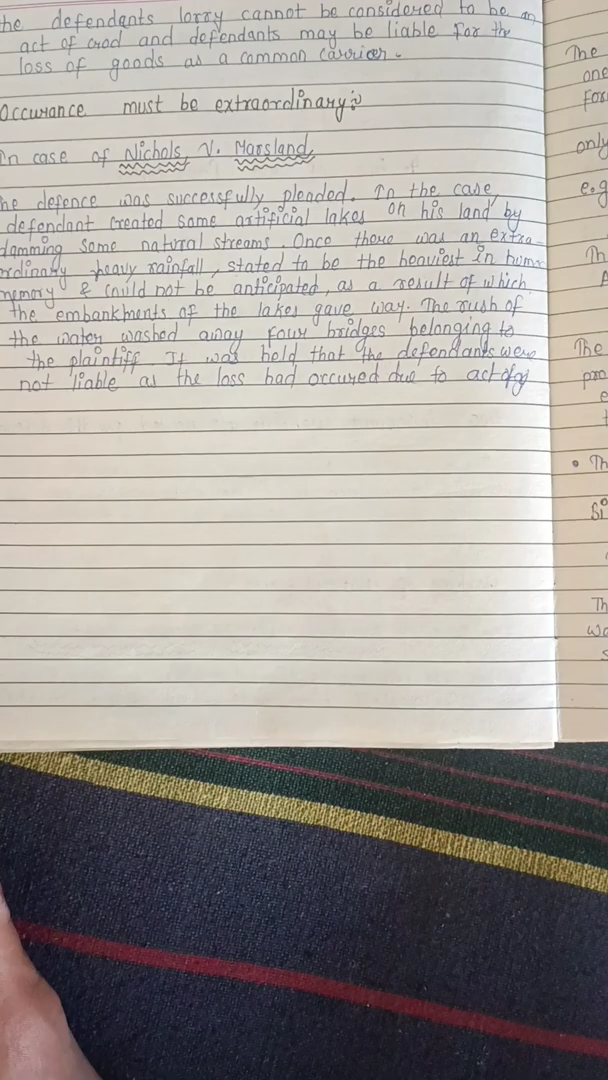 the defendants lorry cannot be considered to be an
act of God and defendants may be liable for the
loss of goods as a common carrier.
Occurance must be extraordinary:
In case of Nichols V. Marsland,
the defence was successfully pleaded. In the case,
defendant created some artificial lakes on his land by
damming some natural streams. Once there was an extra-
ordinary heavy rainfall, stated to be the heaviest in human
memory & could not be anticipated, as a result of which,
the embankments of the lakes gave way. The rush of
the water washed away four bridges belonging to
the plaintiff. It was held that the defendants were
not liable as the loss had occured due to act of
The
one
for
only
e.g
Th
The
pro
• Th
Si
Th
wo